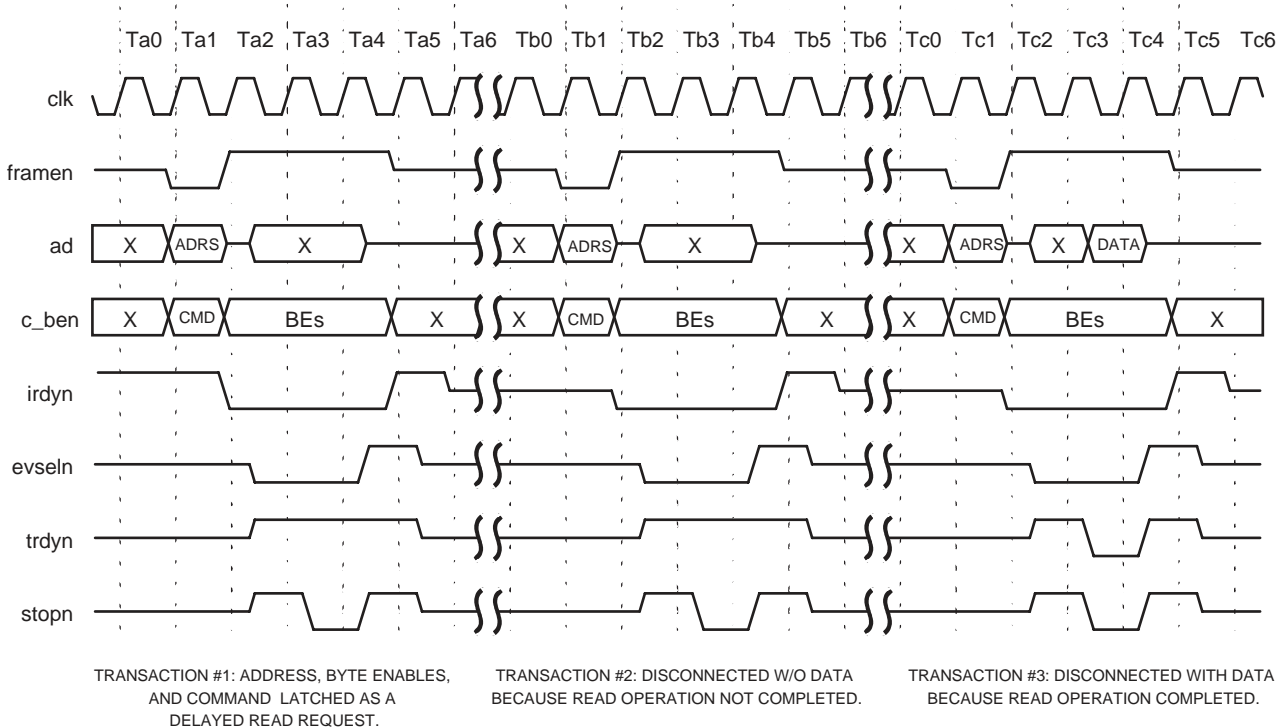 Ta0 Ta1 Ta2 Ta3 Ta4 Ta5 Ta6 Tb0 Tb1 Tb2 Tb3 Tb4 Tb5 Tb6 Tc0 Tc1 Tc2 Tc3 Tc4 Tc5 Tc6
clk
framen
ad X ADRS X X ADRS X X ADRS X DATA
c_ben X CMD BEs X X CMD BEs X X CMD BEs X
irdyn
evseln
trdyn
stopn
TRANSACTION #1: ADDRESS, BYTE ENABLES,
AND COMMAND LATCHED AS A
DELAYED READ REQUEST.
TRANSACTION #2: DISCONNECTED W/O DATA
BECAUSE READ OPERATION NOT COMPLETED.
TRANSACTION #3: DISCONNECTED WITH DATA
BECAUSE READ OPERATION COMPLETED.